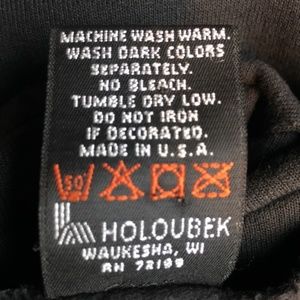 MACHINE WASH WARM.
WASH DARK COLORS
SEPARATELY.
NO BLEACH.
TUMBLE DRY LOW.
DO NOT IRON
IF DECORATED.
MADE IN U.S.A.
50
HOLOUBEK
WAUKESHA, WI
RN 72199